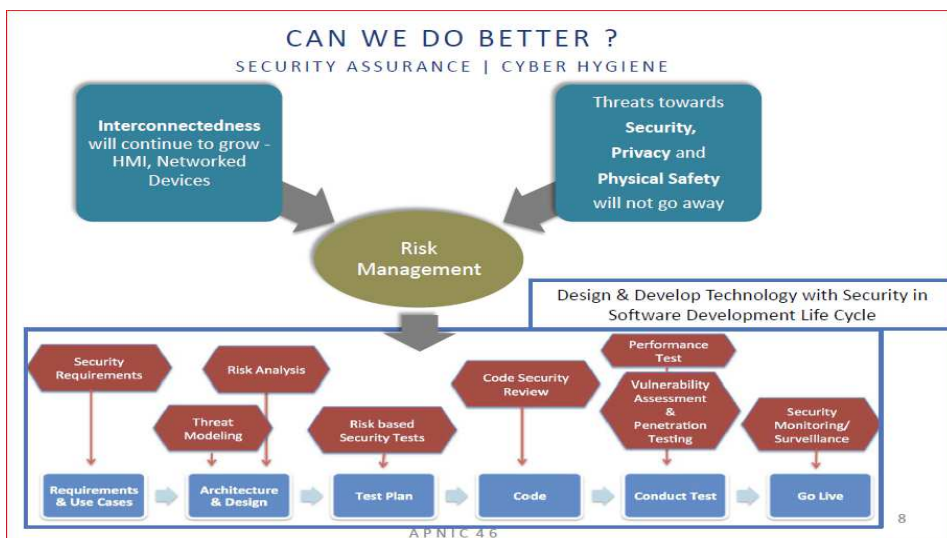 CAN WE DO BETTER ?
SECURITY ASSURANCE | CYBER HYGIENE
Interconnectedness
will continue to grow -
HMI, Networked
Devices
Threats towards
Security,
Privacy and
Physical Safety
will not go away
Risk
Management
Design & Develop Technology with Security in
Software Development Life Cycle
Security
Requirements
Risk Analysis
Threat
Modeling
Risk based
Security Tests
Code Security
Review
Performance
Test
Vulnerability
Assessment
&
Penetration
Testing
Security
Monitoring/
Surveillance
Requirements
& Use Cases
Architecture
& Design
Test Plan
Code
Conduct Test
Go Live
APNIC 46
8